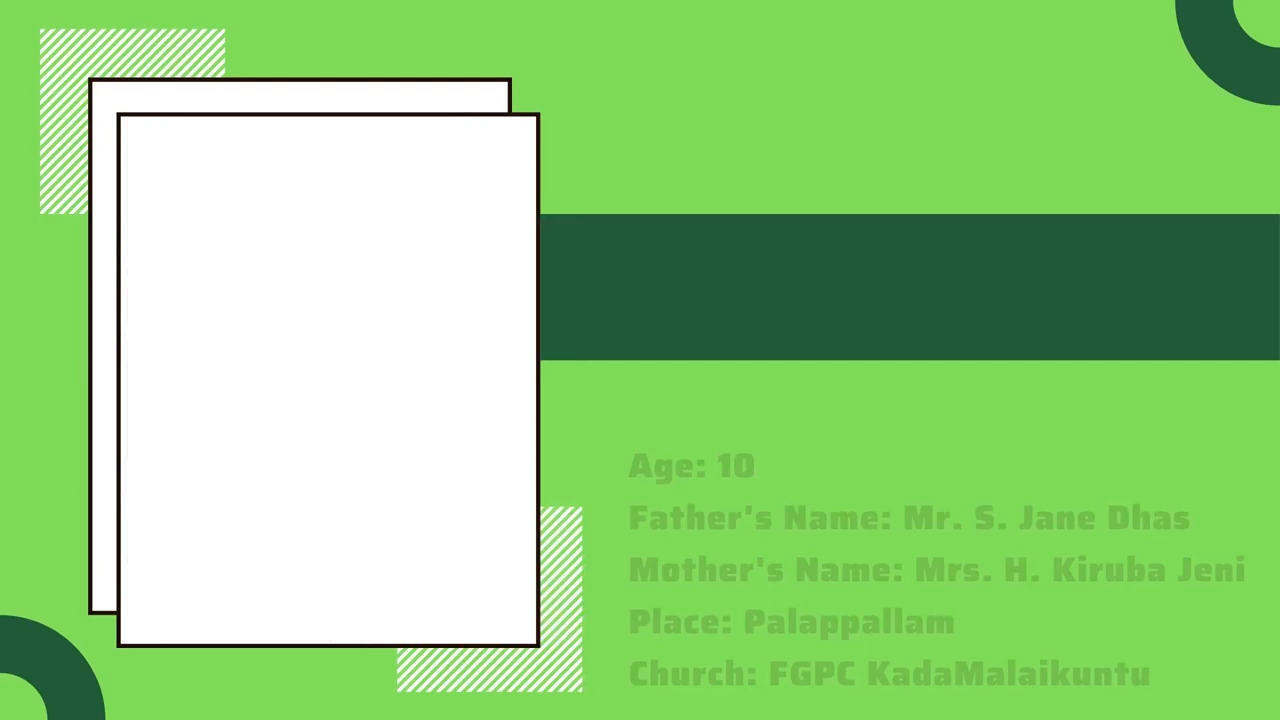 Age: 10
Father's Name: Mr. S. Jane Dhas
Mother's Name: Mrs. H. Kiruba Jeni
Place: Palappallam
Church: FGPC KadaMalaikuntu